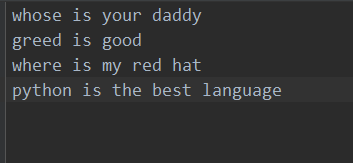 whose is your daddy
greed is good
where is my red hat
python is the best language